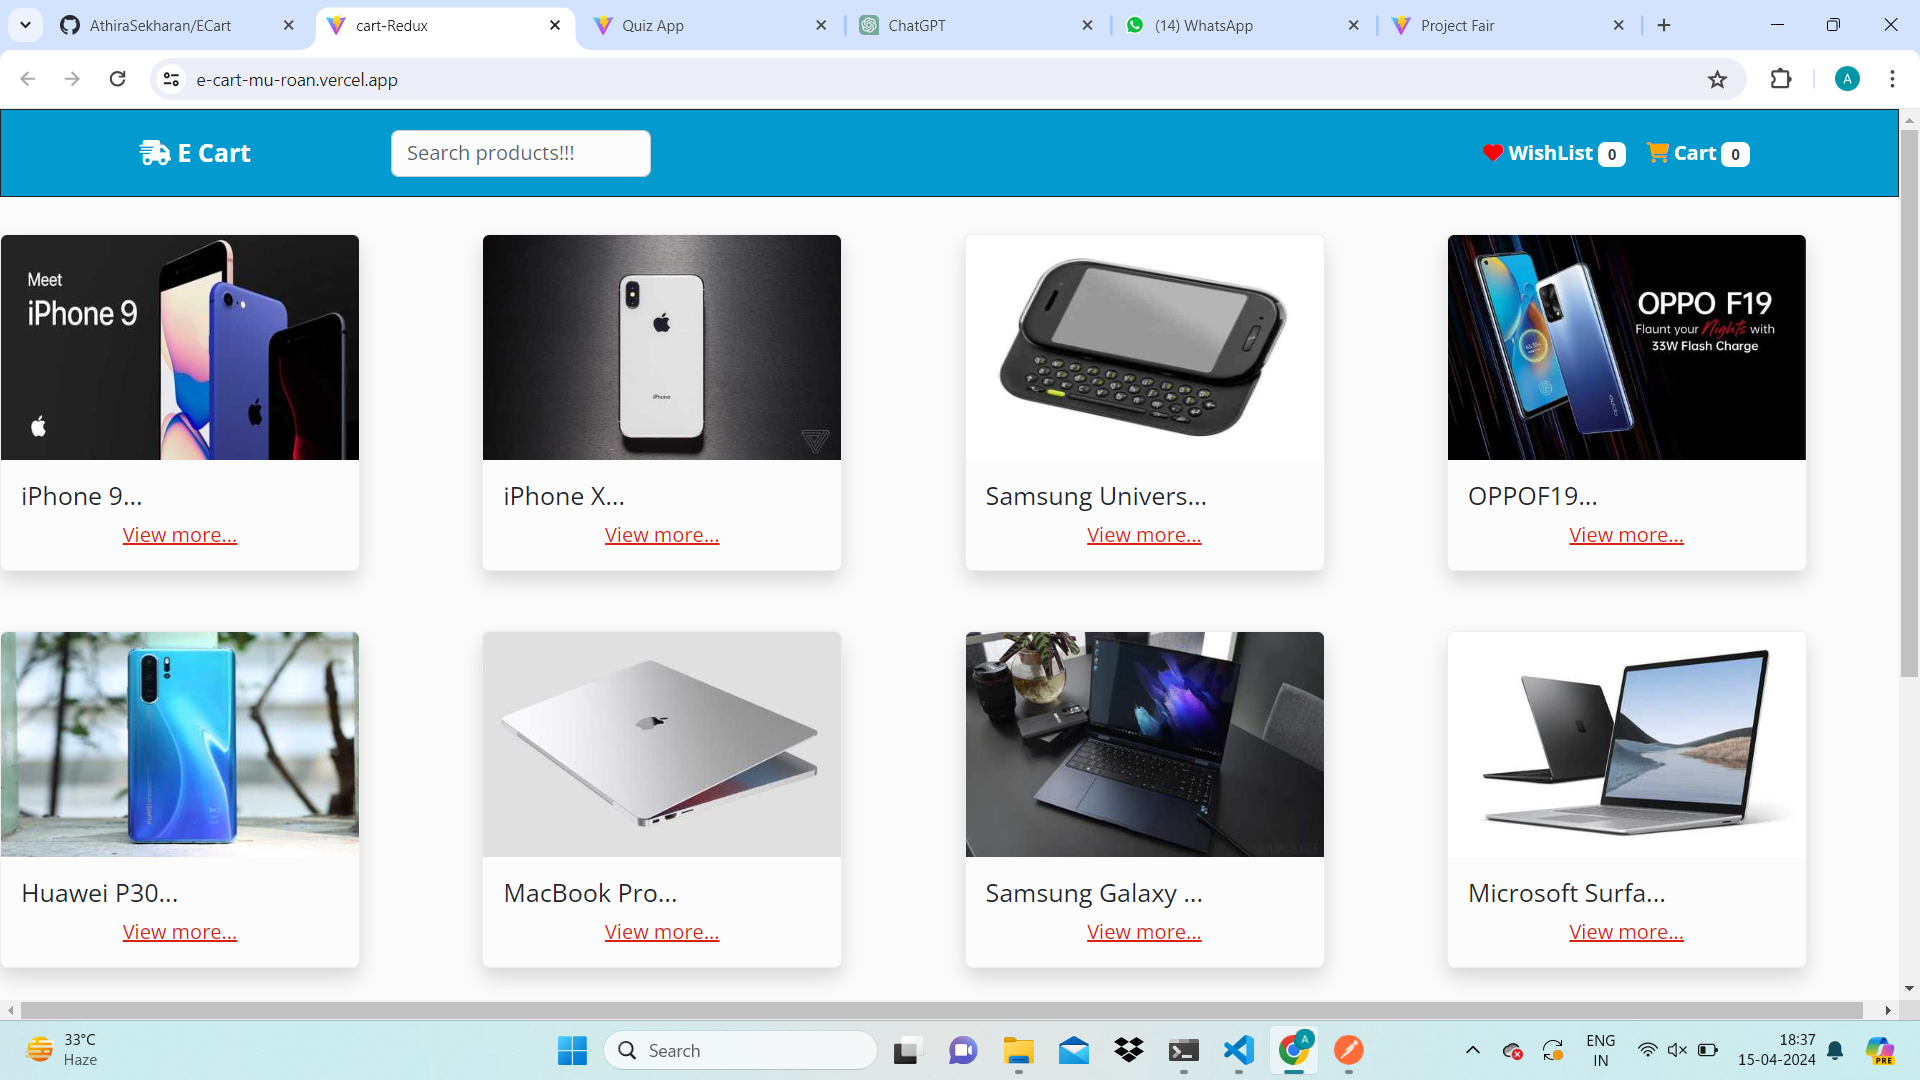 AthiraSekharan/ECart
cart-Redux
Quiz App
ChatGPT
(14) WhatsApp
Project Fair
e-cart-mu-roan.vercel.app
A
E Cart
Search products!!!
WishList 0
Cart 0
Meet
iPhone 9
iPhone
OPPO F19
Flaunt your Nights with
33W Flash Charge
iPhone 9...
iPhone X...
Samsung Univers...
OPPOF19...
View more...
View more...
View more...
View more...
Huawei P30...
MacBook Pro...
Samsung Galaxy ...
Microsoft Surfa...
View more...
View more...
View more...
View more...
33°C
Haze
Search
A
ENG
IN
18:37
15-04-2024
PRE